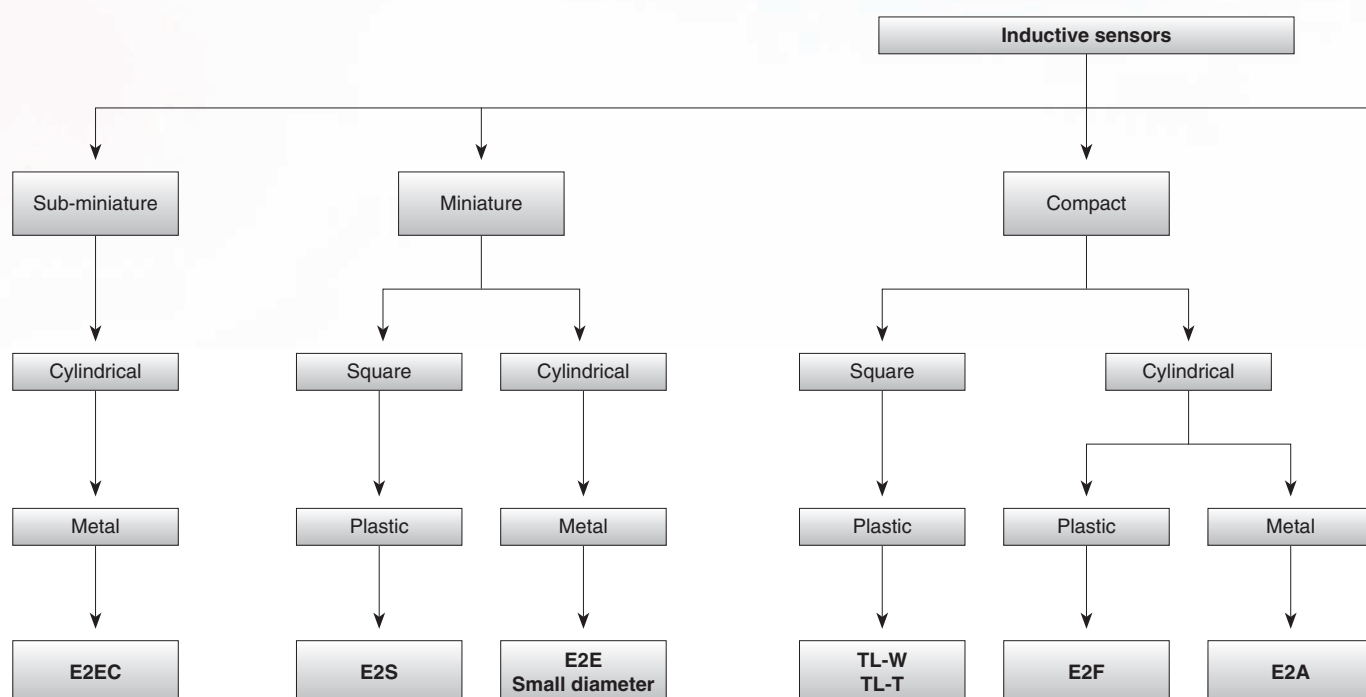 Inductive sensors
Sub-miniature
Miniature
Compact
Cylindrical
Square
Cylindrical
Square
Cylindrical
Metal
Plastic
Metal
Plastic
Plastic
Metal
E2EC
E2S
E2E
Small diameter
TL-W
TL-T
E2F
E2A